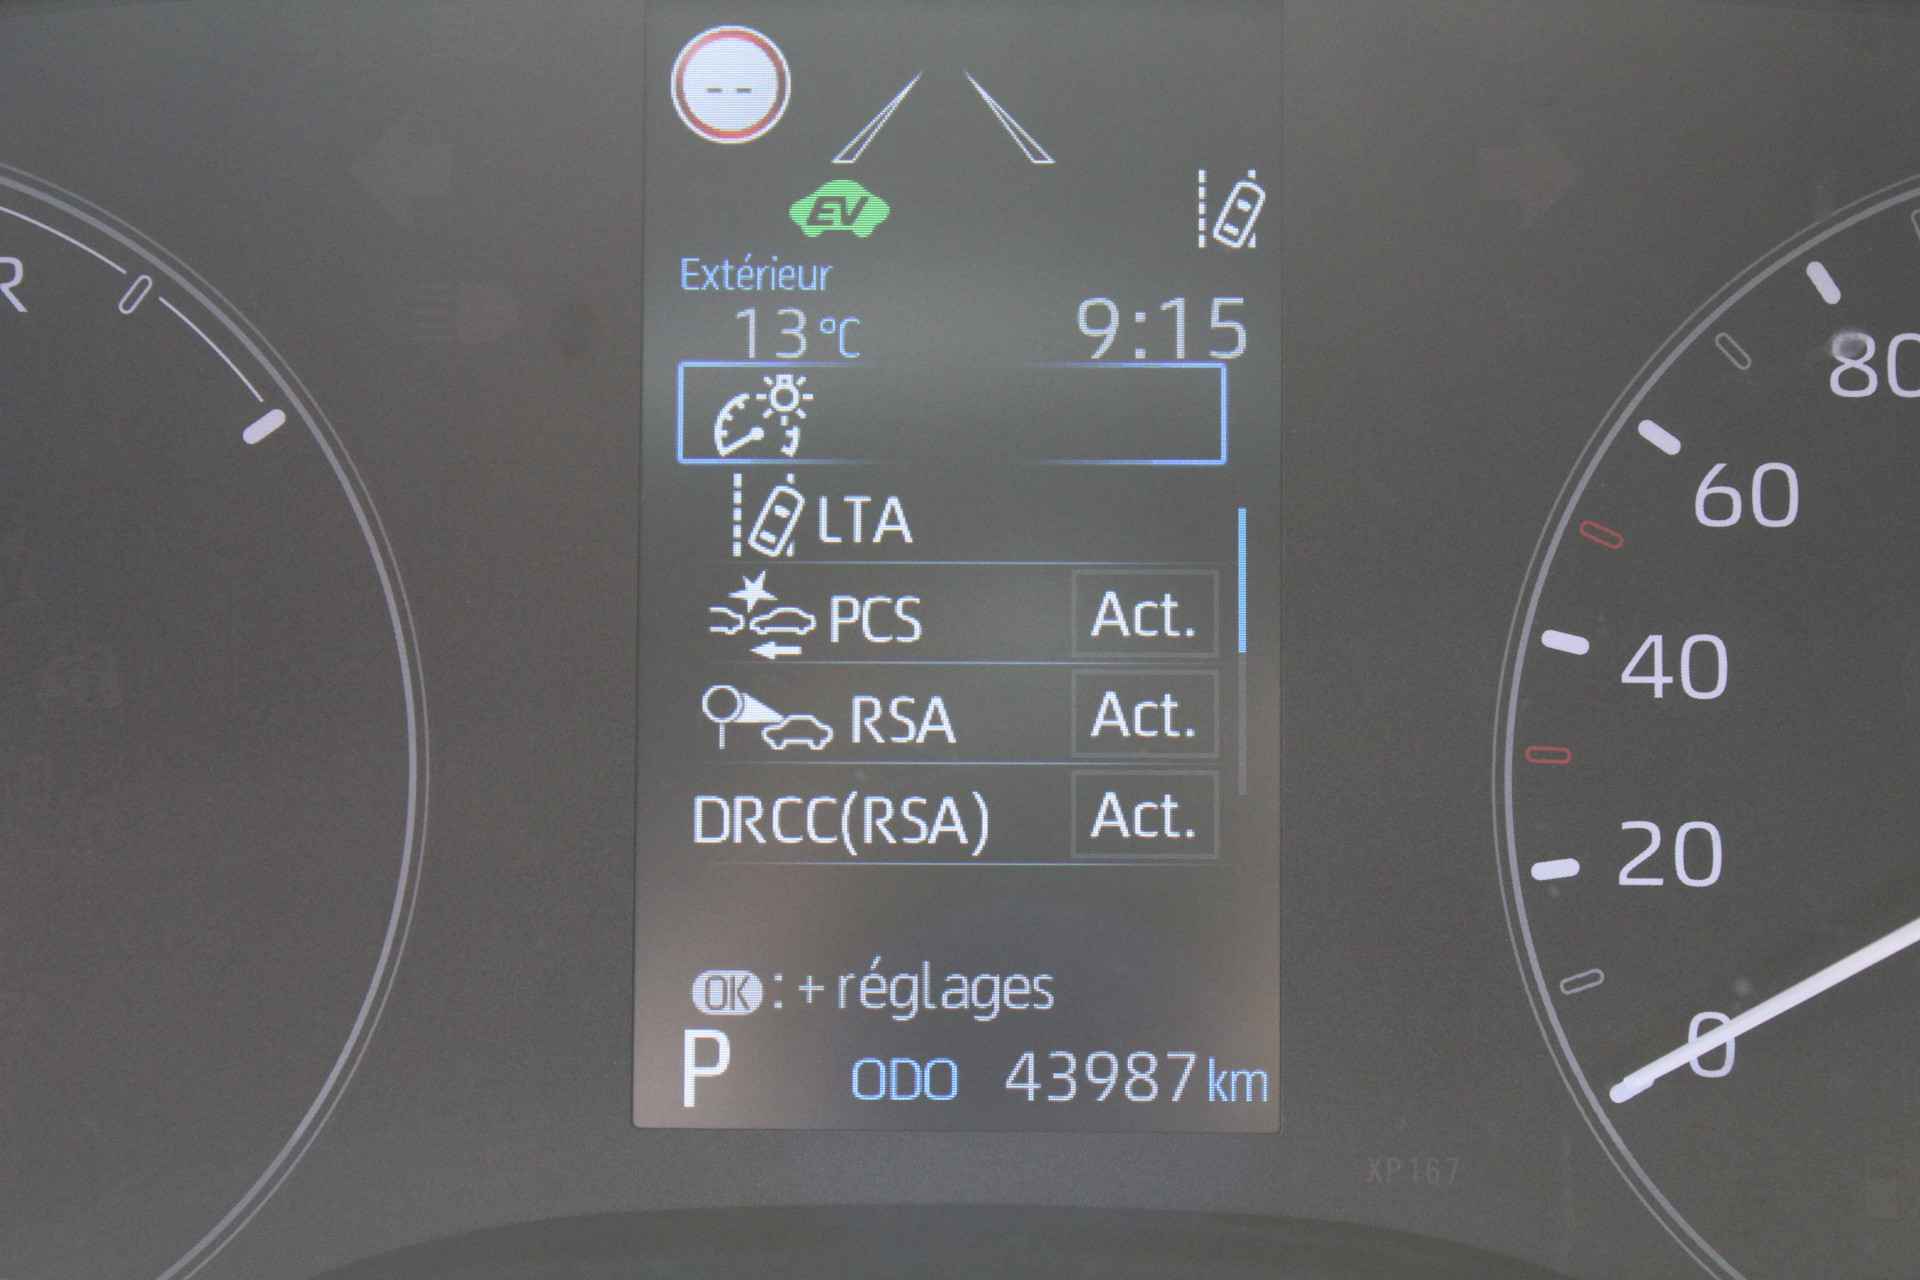 --
EV
Extérieur
13 °C 9:15
LTA
PCS Act.
RSA Act.
DRCC(RSA) Act.
OK : + réglages
P ODO 43987 km
R
80
60
40
20
0
XP167